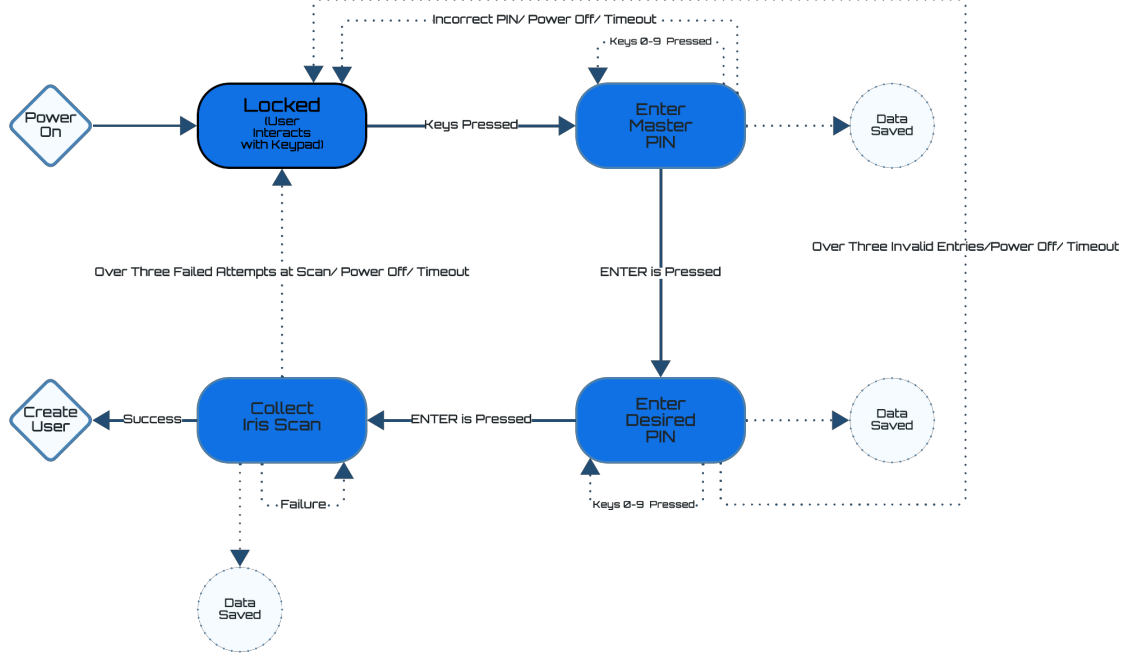 Incorrect PIN/ Power Off/ Timeout
Keys 0-9 Pressed
Power
On
Locked
(User
Interacts
with Keypad)
Keys Pressed
Enter
Master
PIN
Data
Saved
Over Three Invalid Entries/Power Off/ Timeout
Over Three Failed Attempts at Scan/ Power Off/ Timeout
ENTER is Pressed
Create
User
Success
Collect
Iris Scan
ENTER is Pressed
Enter
Desired
PIN
Data
Saved
Failure
Keys 0-9 Pressed
Data
Saved